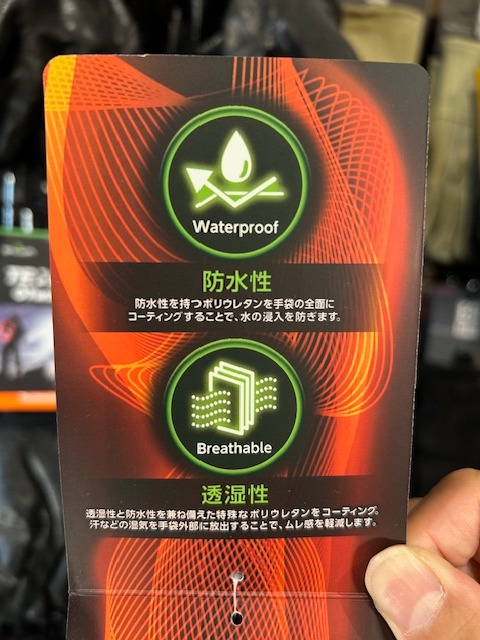 Waterproof
防水性
防水性を持つポリウレタンを手袋の全面に
コーティングすることで、水の浸入を防ぎます。
Breathable
透湿性
透湿性と防水性を兼ね備えた特殊なポリウレタンをコーティング。
汗などの湿気を手袋外部に放出することで、ムレ感を軽減します。